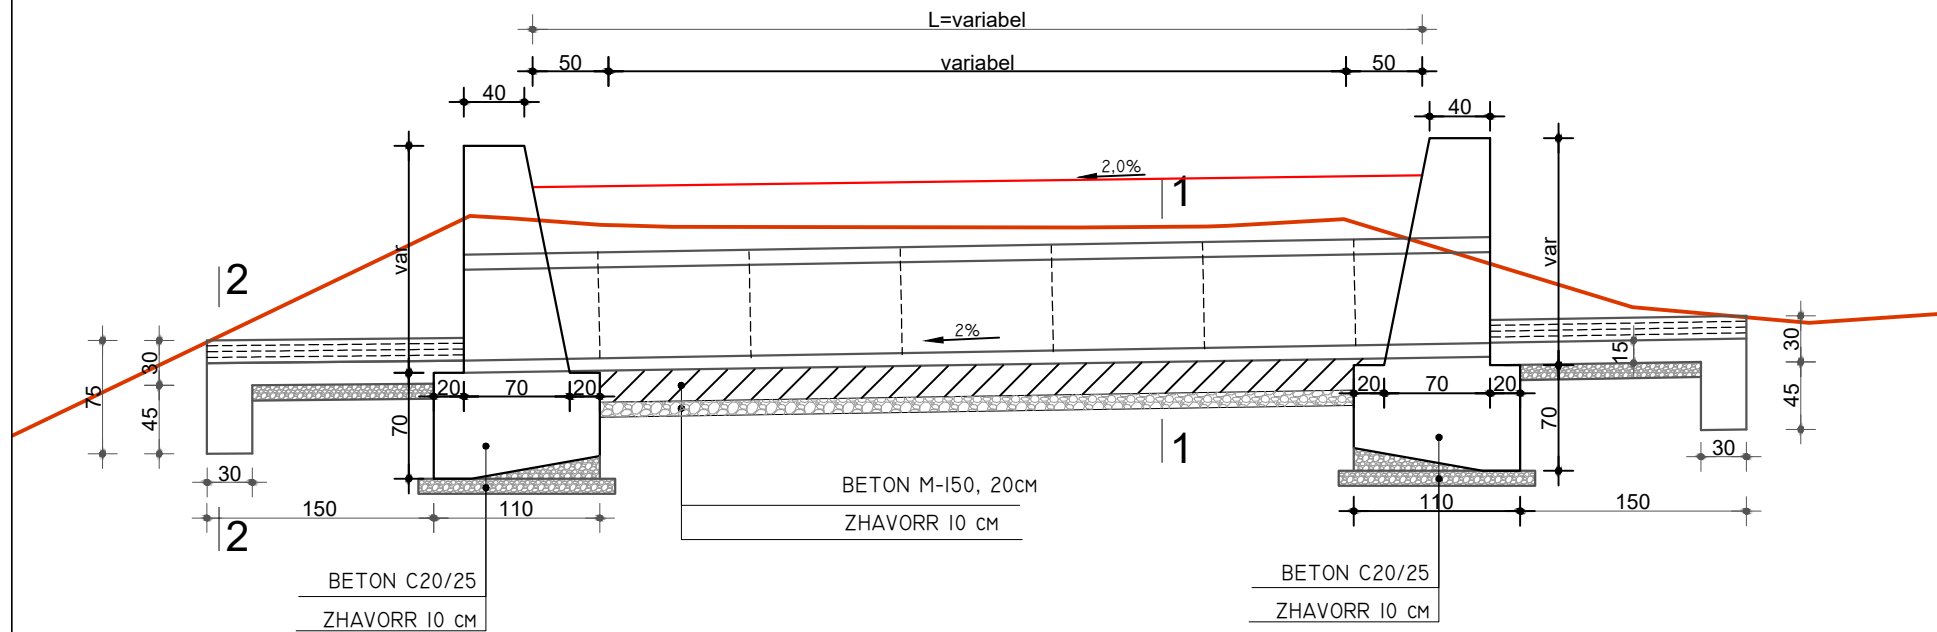 L=variabel
50 variabel 50
40 40
2,0%
1
var var
2
2%
30 75 45 30 15 45
20 70 20 20 70 20
70 70
1
30 30
BETON M-150, 20CM
150 110 110 150
ZHAVORR 10 CM
2
BETON C20/25 BETON C20/25
ZHAVORR 10 CM ZHAVORR 10 CM